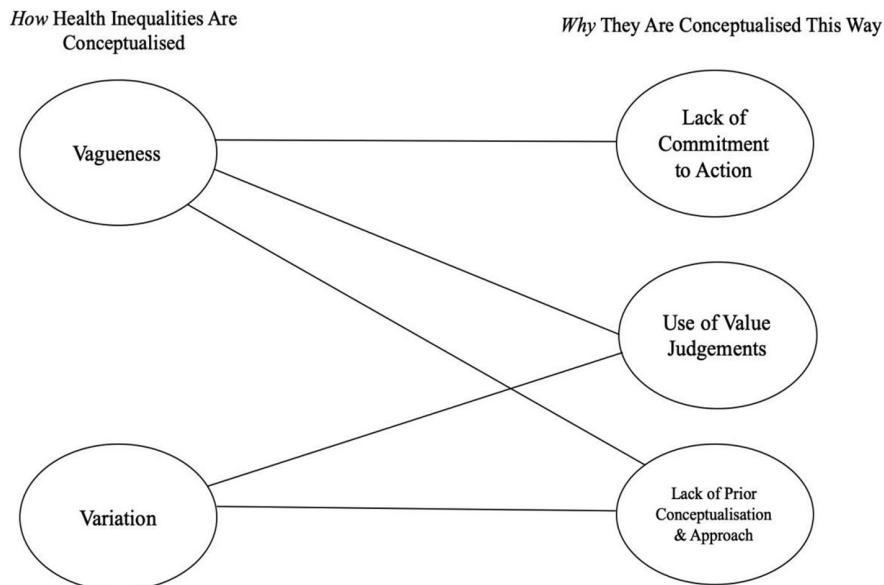 How Health Inequalities Are
Conceptualised
Why They Are Conceptualised This Way
Vagueness
Lack of
Commitment
to Action
Use of Value
Judgements
Variation
Lack of Prior
Conceptualisation
& Approach